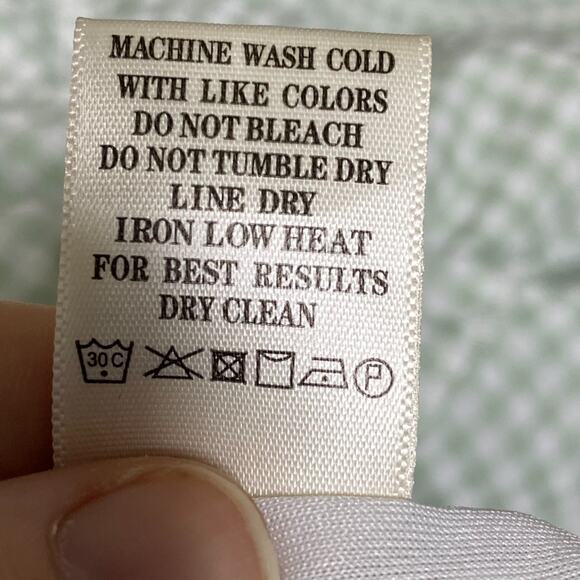 MACHINE WASH COLD
WITH LIKE COLORS
DO NOT BLEACH
DO NOT TUMBLE DRY
LINE DRY
IRON LOW HEAT
FOR BEST RESULTS
DRY CLEAN
30C P